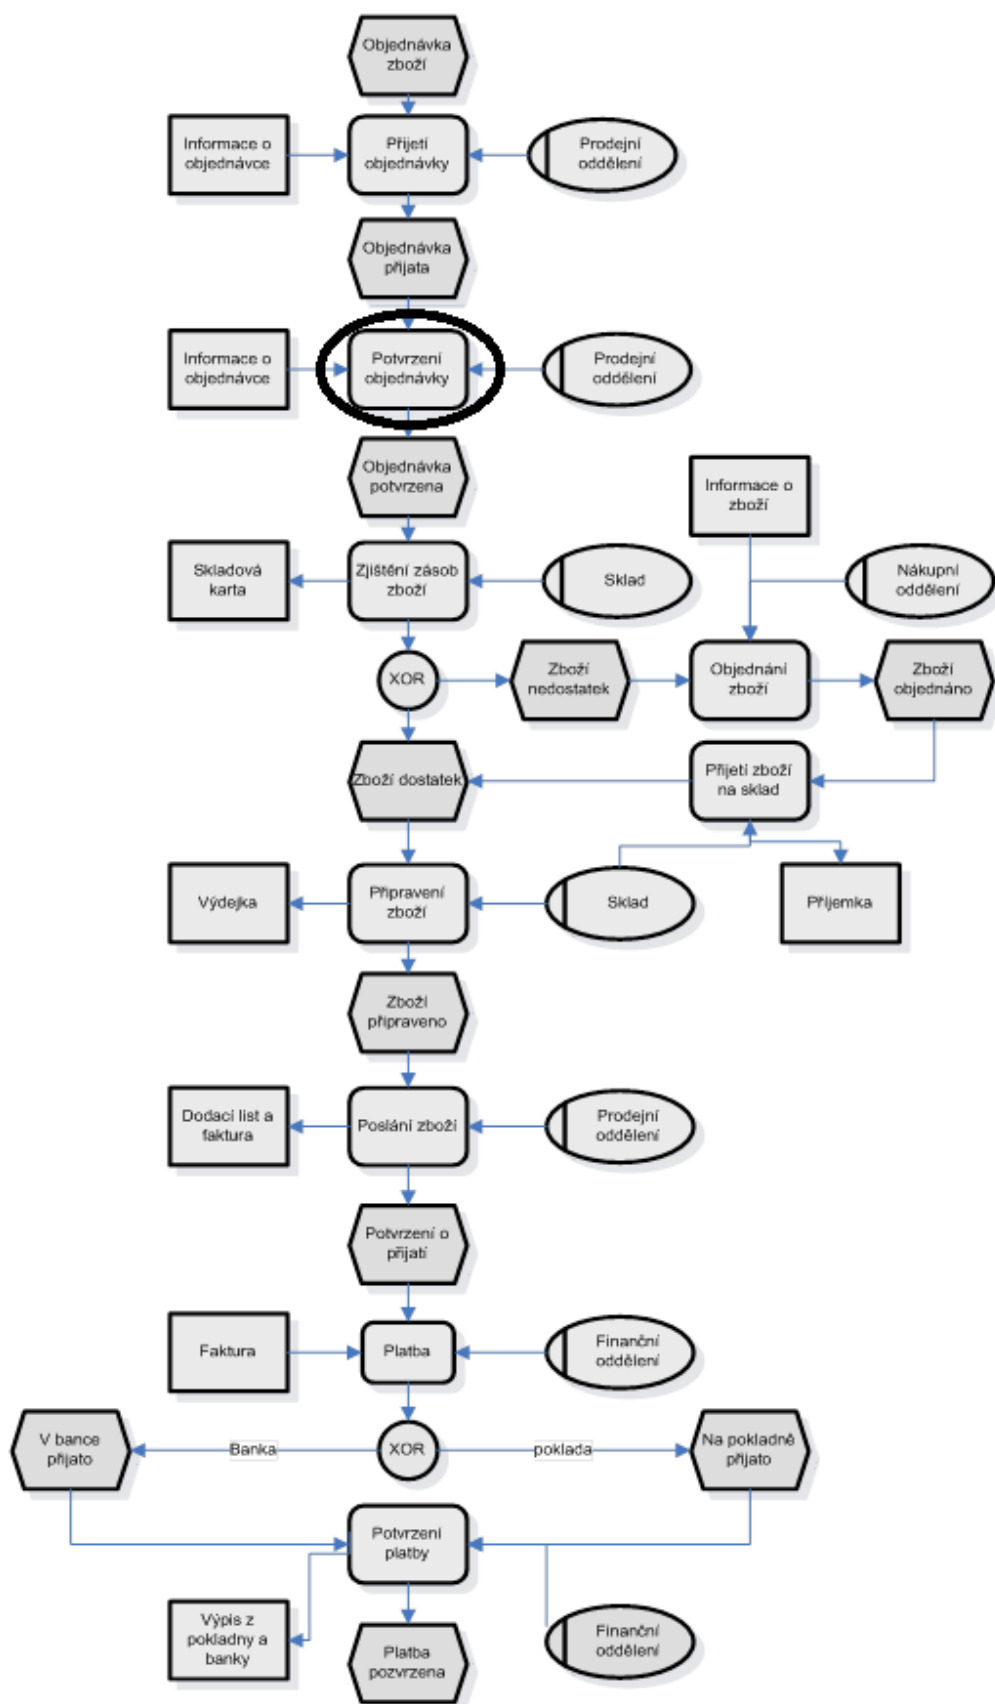 Objednávka
zboží
Informace o
objednávce
Přijetí
objednávky
Prodejní
oddělení
Objednávka
přijata
Informace o
objednávce
Potvrzení
objednávky
Prodejní
oddělení
Objednávka
potvrzena
Informace o
zboží
Skladová
karta
Zjištění zásob
zboží
Sklad
Nákupní
oddělení
XOR
Zboží
nedostatek
Objednání
zboží
Zboží
objednáno
Zboží dostatek
Přijetí zboží
na sklad
Výdejka
Připravení
zboží
Sklad
Příjemka
Zboží
připraveno
Dodací list a
faktura
Poslání zboží
Prodejní
oddělení
Potvrzení o
přijatí
Faktura
Platba
Finanční
oddělení
V bance
přijato
Banka
XOR
poklada
Na pokladně
přijato
Potvrzení
platby
Výpis z
pokladny a
banky
Platba
pozvrzena
Finanční
oddělení